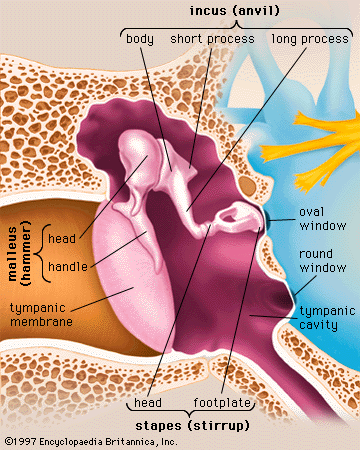 incus (anvil)
body short process long process
oval
window
round
window
malleus
(hammer)
head
handle
tympanic
membrane
tympanic
cavity
head footplate
stapes (stirrup)
©1997 Encyclopaedia Britannica, Inc.